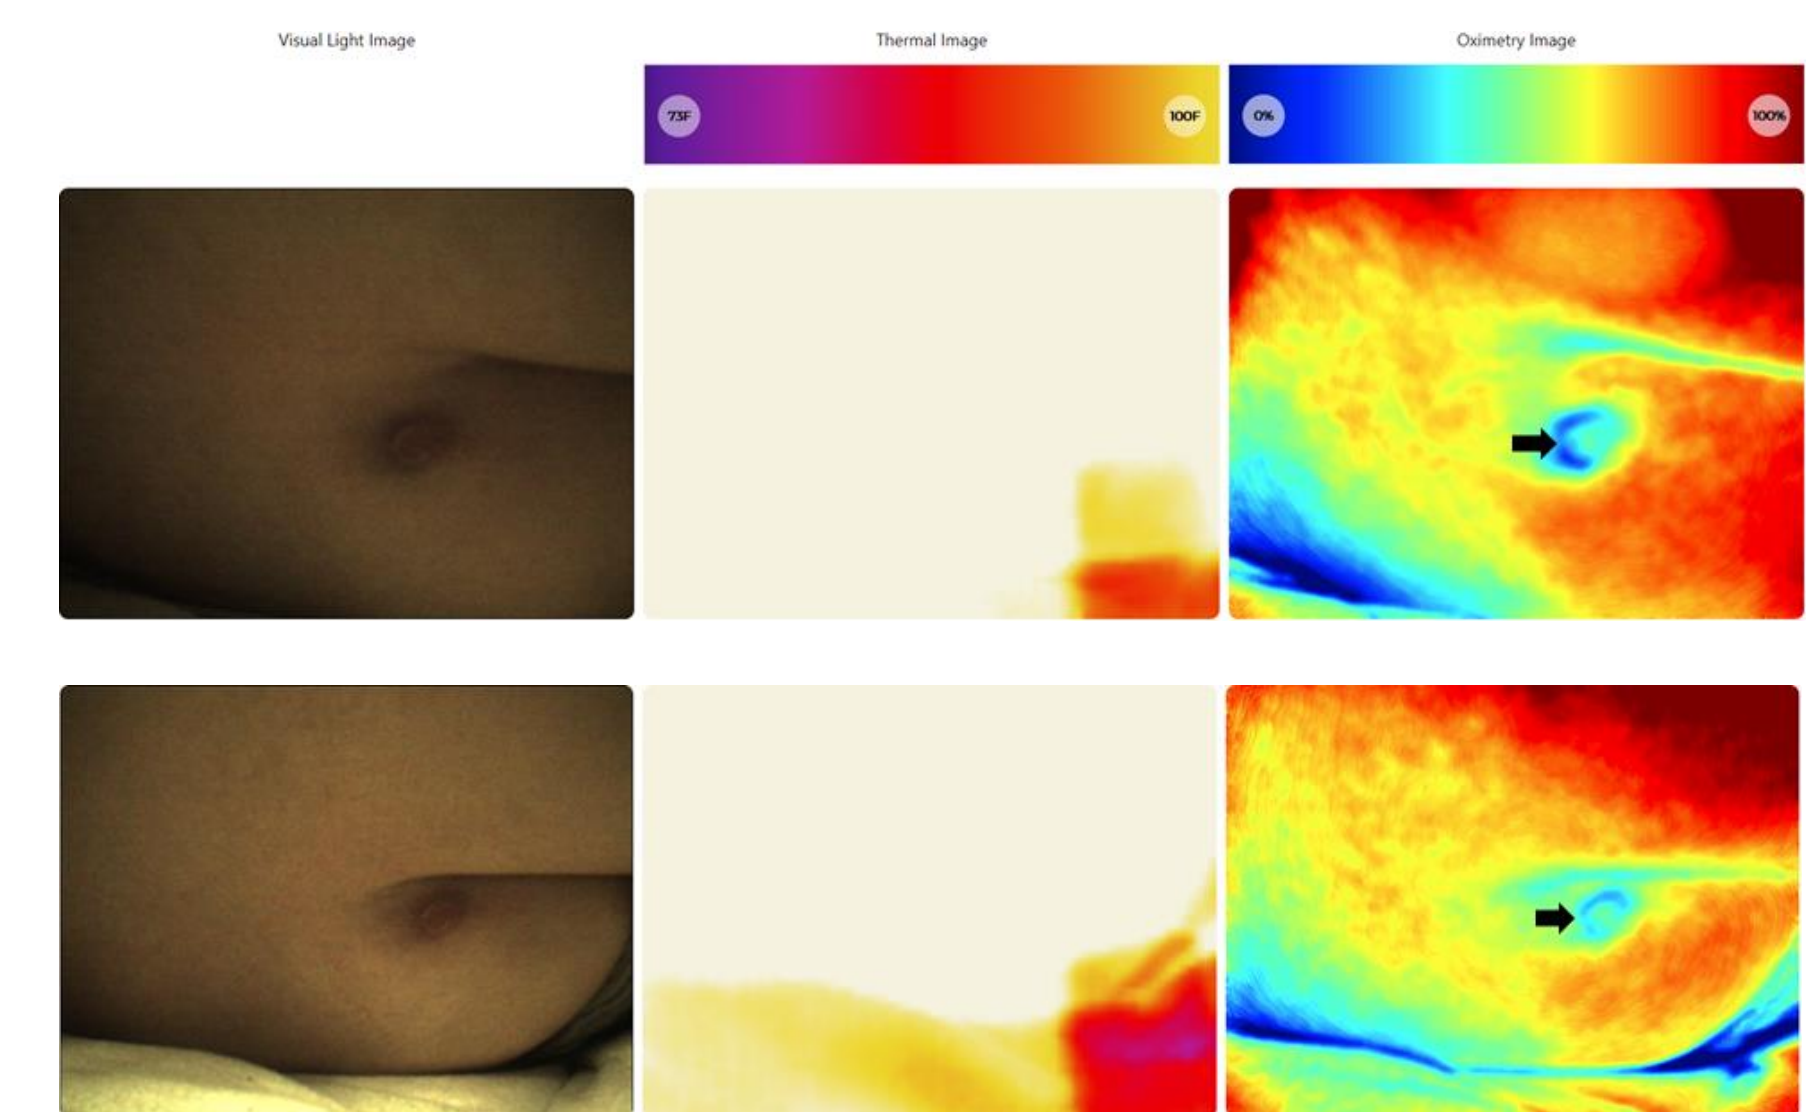 Visual Light Image
Thermal Image
Oximetry Image
73F
100F
0%
100%